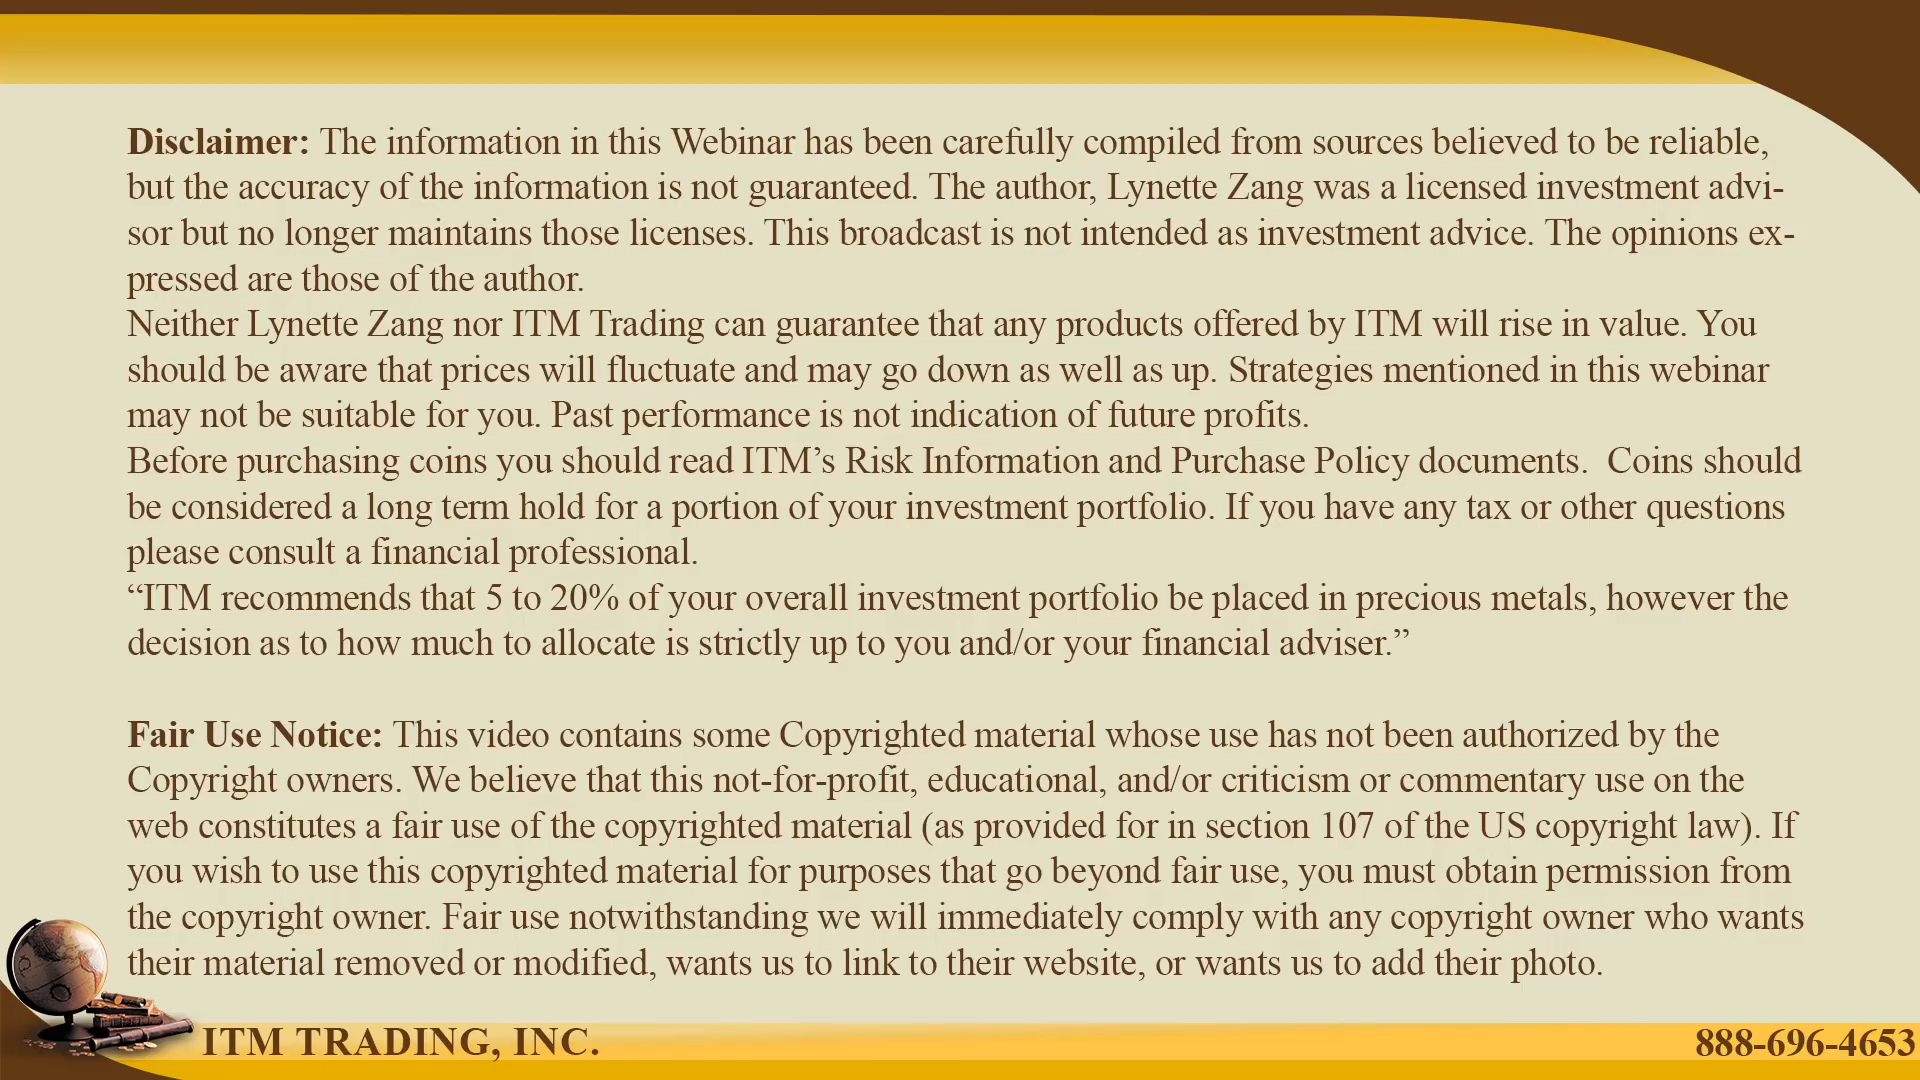 Disclaimer: The information in this Webinar has been carefully compiled from sources believed to be reliable,
but the accuracy of the information is not guaranteed. The author, Lynette Zang was a licensed investment advi-
sor but no longer maintains those licenses. This broadcast is not intended as investment advice. The opinions ex-
pressed are those of the author.
Neither Lynette Zang nor ITM Trading can guarantee that any products offered by ITM will rise in value. You
should be aware that prices will fluctuate and may go down as well as up. Strategies mentioned in this webinar
may not be suitable for you. Past performance is not indication of future profits.
Before purchasing coins you should read ITM’s Risk Information and Purchase Policy documents.  Coins should
be considered a long term hold for a portion of your investment portfolio. If you have any tax or other questions
please consult a financial professional.
“ITM recommends that 5 to 20% of your overall investment portfolio be placed in precious metals, however the
decision as to how much to allocate is strictly up to you and/or your financial adviser.”
Fair Use Notice: This video contains some Copyrighted material whose use has not been authorized by the
Copyright owners. We believe that this not-for-profit, educational, and/or criticism or commentary use on the
web constitutes a fair use of the copyrighted material (as provided for in section 107 of the US copyright law). If
you wish to use this copyrighted material for purposes that go beyond fair use, you must obtain permission from
the copyright owner. Fair use notwithstanding we will immediately comply with any copyright owner who wants
their material removed or modified, wants us to link to their website, or wants us to add their photo.
ITM TRADING, INC.
888-696-4653